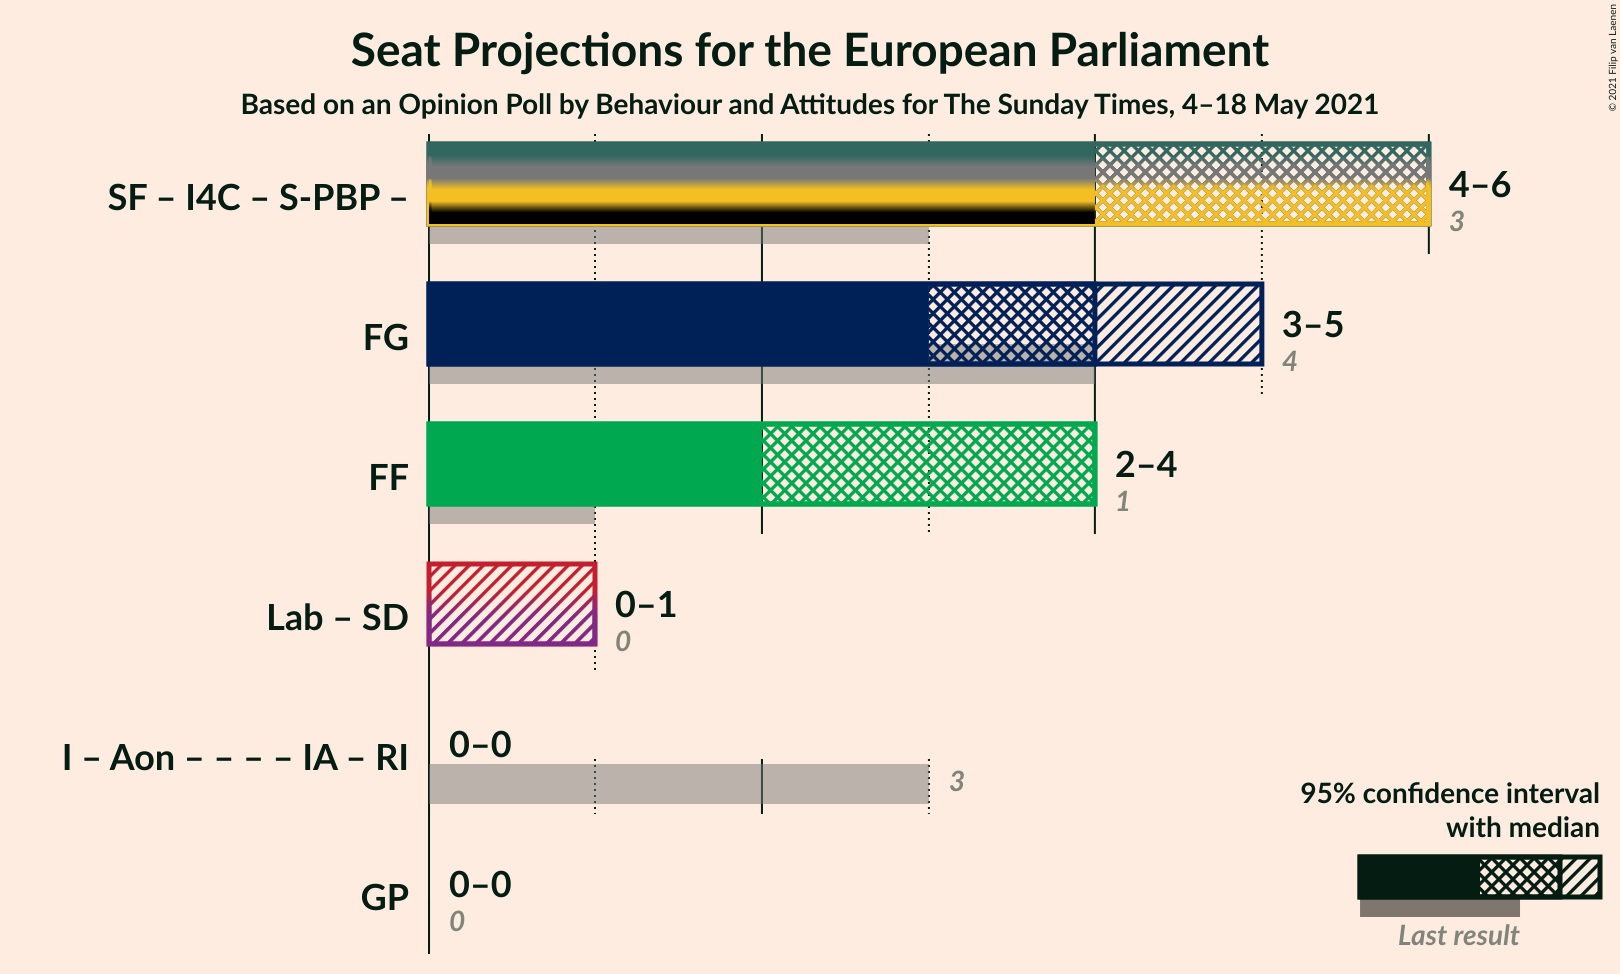 Seat Projections for the European Parliament
Based on an Opinion Poll by Behaviour and Attitudes for The Sunday Times, 4–18 May 2021
© 2021 Filip van Laenen
SF – I4C – S-PBP –
4–6
3
FG
3–5
4
FF
2–4
1
Lab – SD
0–1
0
I – Aon – – – – IA – RI
0–0
3
GP
0–0
0
95% confidence interval
with median
Last result